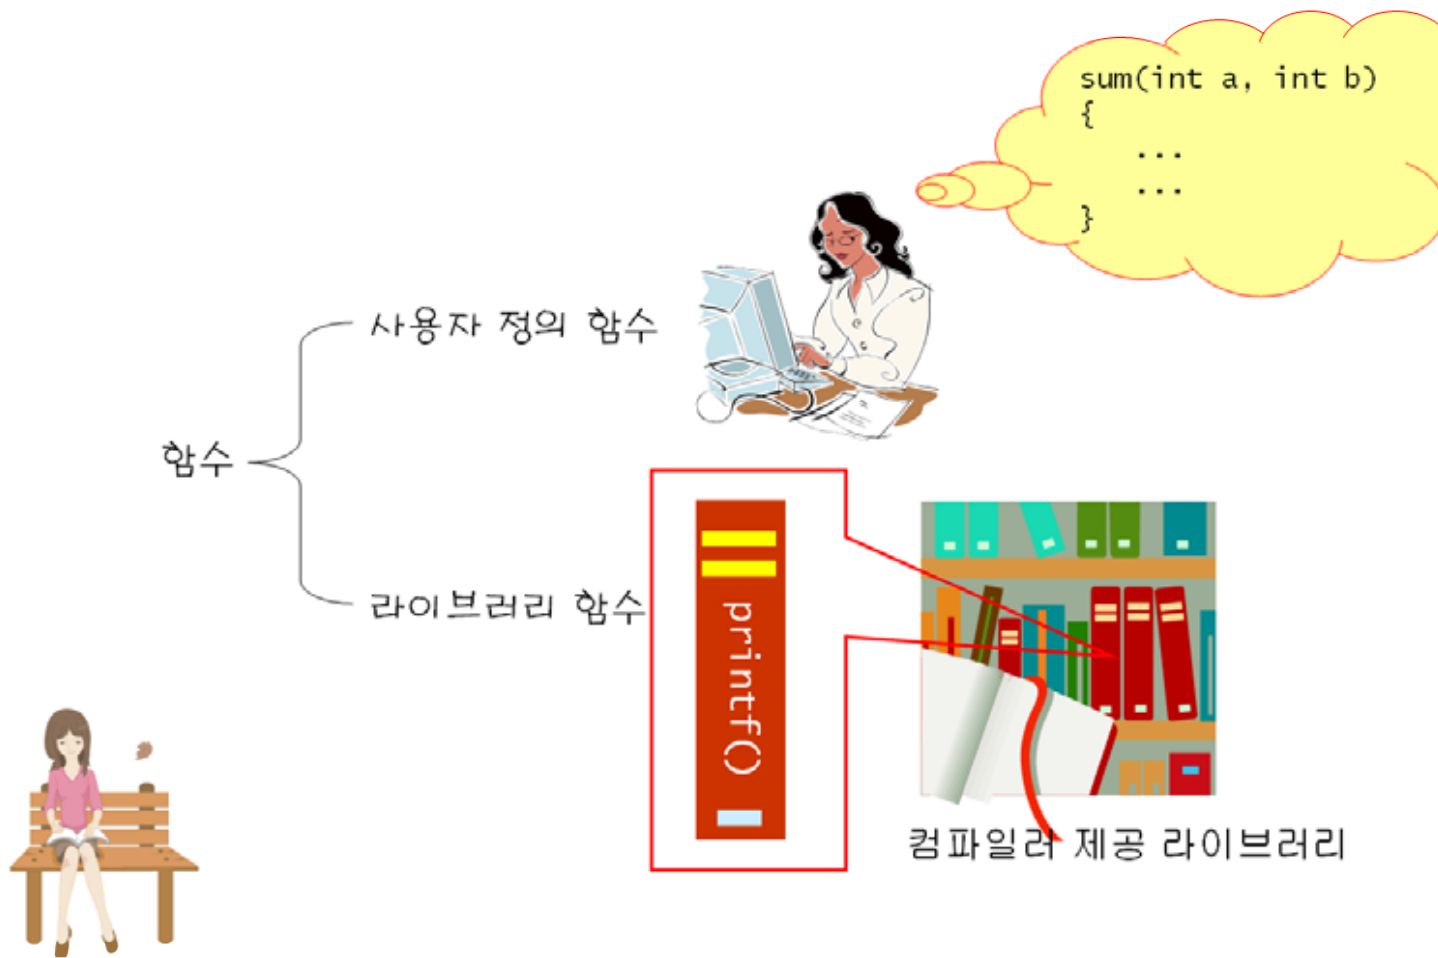 sum(int a, int b)
{
...
...
}
사용자 정의 함수
함수
라이브러리 함수
printf()
컴파일러 제공 라이브러리